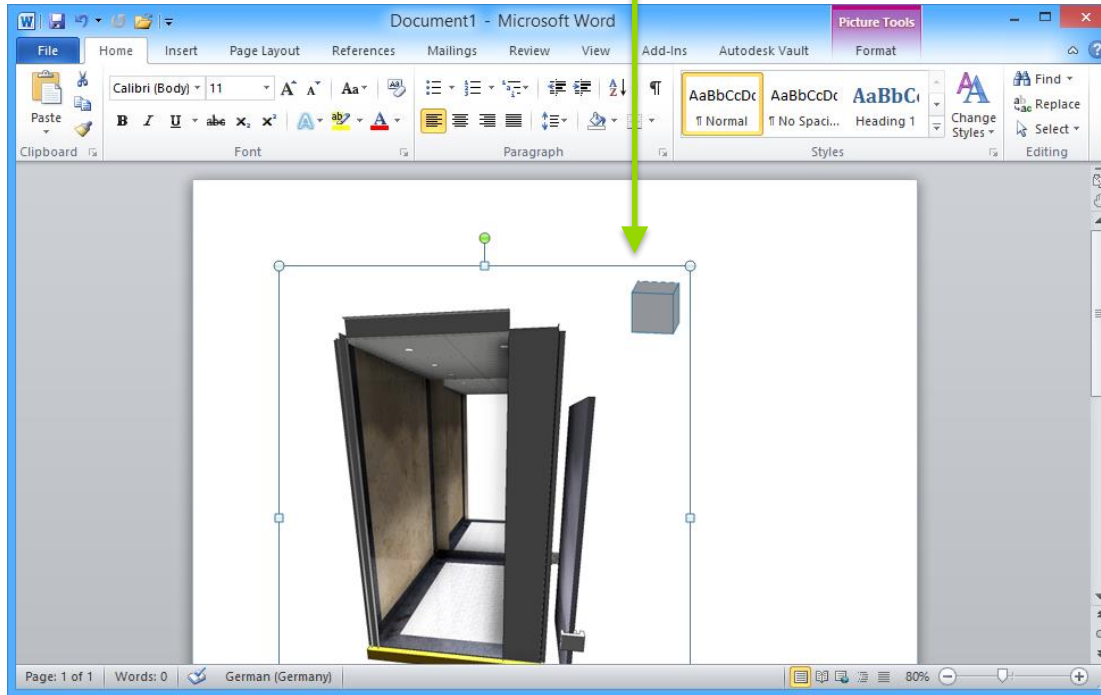 Document1 - Microsoft Word
Picture Tools
File Home Insert Page Layout References Mailings Review View Add-Ins Autodesk Vault Format
Calibri (Body) 11
Paste
AaBbCcDc AaBbCcDc AaBbC
¶ Normal ¶ No Spaci... Heading 1
Change Styles
Find
Replace
Select
Clipboard Font Paragraph Styles Editing
Page: 1 of 1 Words: 0 German (Germany) 80%